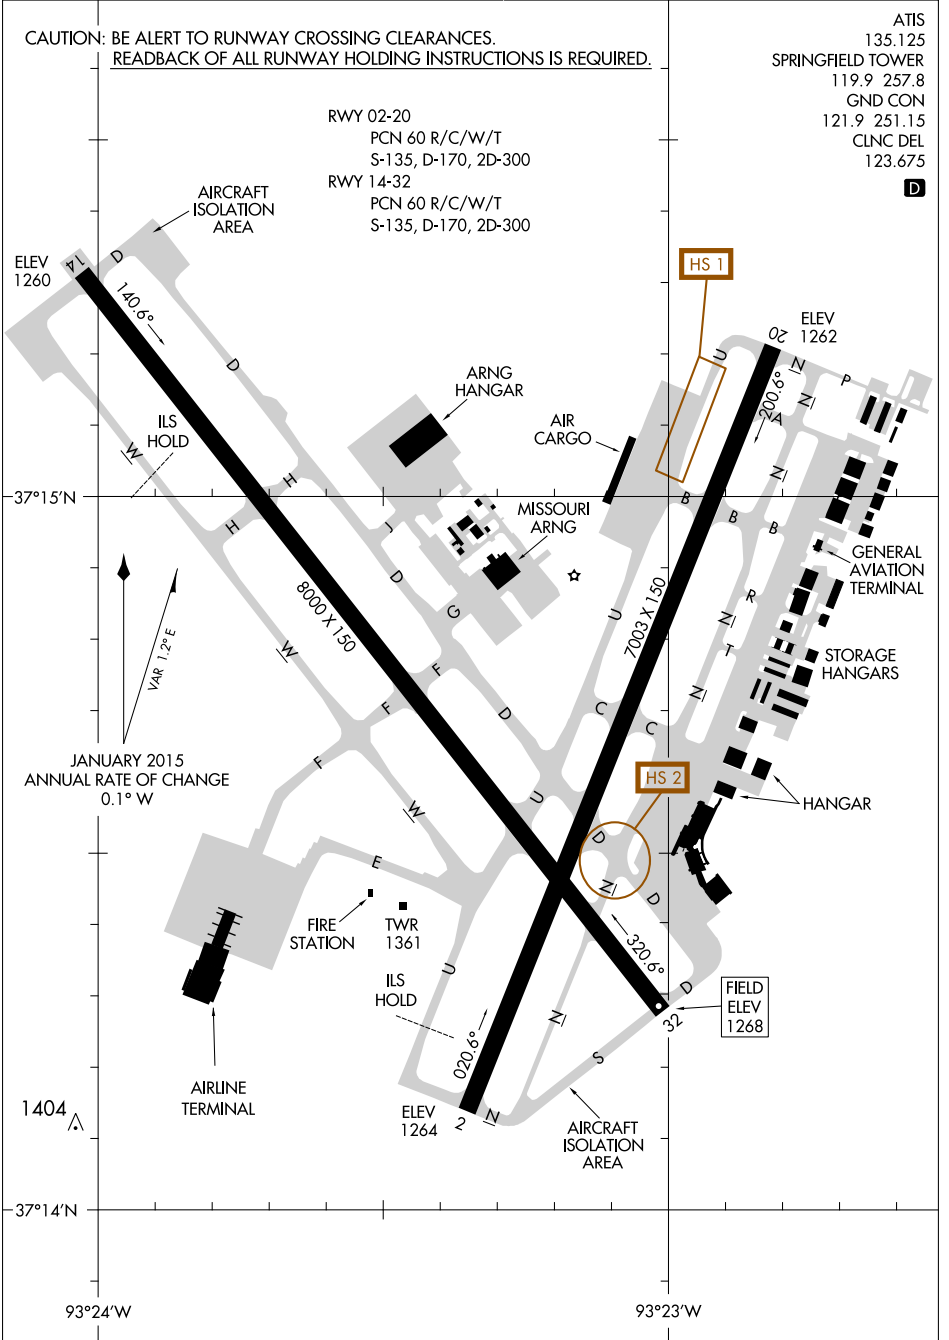 CAUTION: BE ALERT TO RUNWAY CROSSING CLEARANCES.
READBACK OF ALL RUNWAY HOLDING INSTRUCTIONS IS REQUIRED.
ATIS
135.125
SPRINGFIELD TOWER
119.9 257.8
GND CON
121.9 251.15
CLNC DEL
123.675
D
RWY 02-20
PCN 60 R/C/W/T
S-135, D-170, 2D-300
RWY 14-32
PCN 60 R/C/W/T
S-135, D-170, 2D-300
AIRCRAFT
ISOLATION
AREA
ELEV
1260
14
D
140.6°
D
HS 1
ELEV
1262
20
U
N
P
200.6°
N
A
ARNG
HANGAR
AIR
CARGO
ILS
HOLD
W
H
N
37°15'N
B
B
B
H
J
MISSOURI
ARNG
GENERAL
AVIATION
TERMINAL
D
G
8000 X 150
7003 X 150
U
R
N
T
W
VAR 1.2° E
F
F
F
D
C
C
N
STORAGE
HANGARS
JANUARY 2015
ANNUAL RATE OF CHANGE
0.1° W
HS 2
HANGAR
W
U
D
E
N
D
FIRE
STATION
TWR
1361
U
320.6°
ILS
HOLD
D
FIELD
ELEV
1268
32
N
020.6°
S
AIRLINE
TERMINAL
1404
ELEV
1264
2
N
AIRCRAFT
ISOLATION
AREA
37°14'N
93°24'W
93°23'W